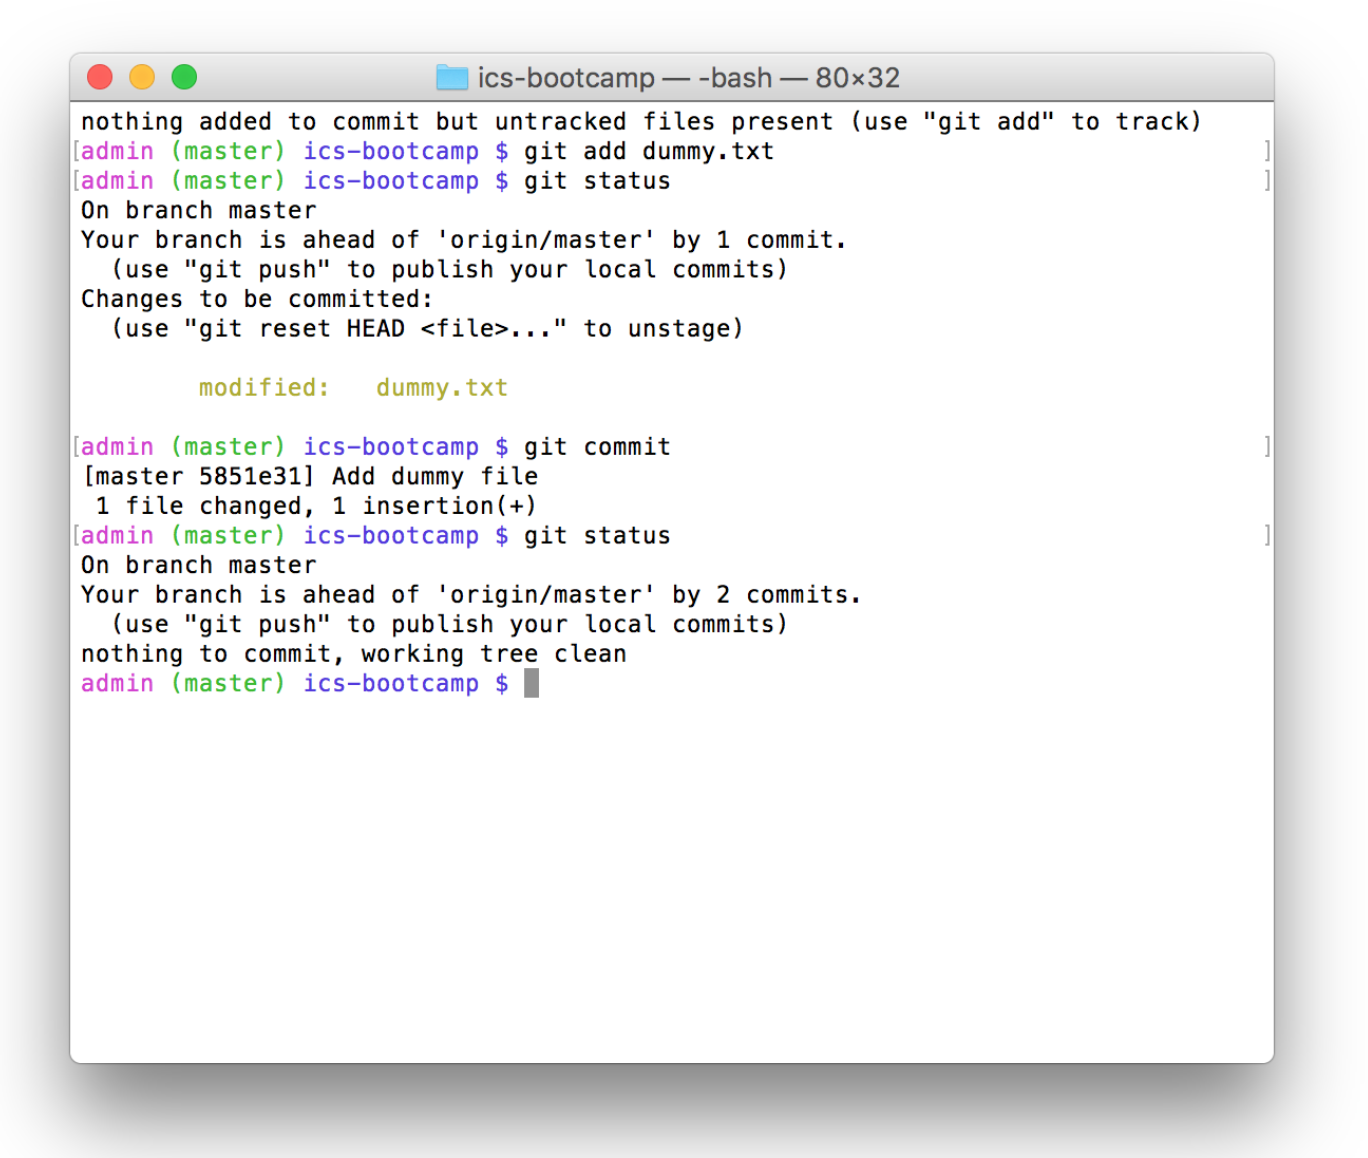 ics-bootcamp — -bash — 80×32
nothing added to commit but untracked files present (use "git add" to track)
[admin (master) ics-bootcamp $ git add dummy.txt ]
[admin (master) ics-bootcamp $ git status ]
On branch master
Your branch is ahead of 'origin/master' by 1 commit.
  (use "git push" to publish your local commits)
Changes to be committed:
  (use "git reset HEAD <file>..." to unstage)

        modified:   dummy.txt

[admin (master) ics-bootcamp $ git commit ]
[master 5851e31] Add dummy file
 1 file changed, 1 insertion(+)
[admin (master) ics-bootcamp $ git status ]
On branch master
Your branch is ahead of 'origin/master' by 2 commits.
  (use "git push" to publish your local commits)
nothing to commit, working tree clean
admin (master) ics-bootcamp $